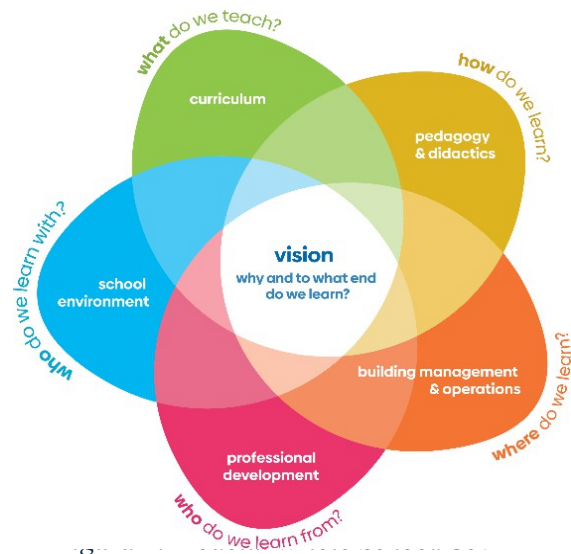 what do we teach?
curriculum
how do we learn?
pedagogy
& didactics
vision
why and to what end
do we learn?
school
environment
who do we learn with?
building management
& operations
where do we learn?
professional
development
who do we learn from?